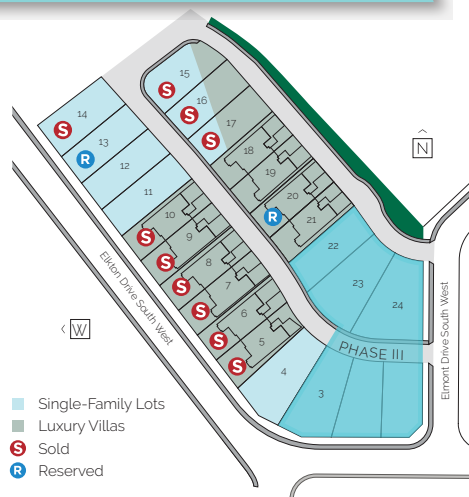 15
S
16
S
14
S
17
S
13
R
18
12
19
N
11
20
10
R
21
S
9
22
8
S
7
23
S
24
6
S
S
5
PHASE III
4
S
3
Elkton Drive South West
Elmont Drive South West
W
Single-Family Lots
Luxury Villas
S Sold
R Reserved